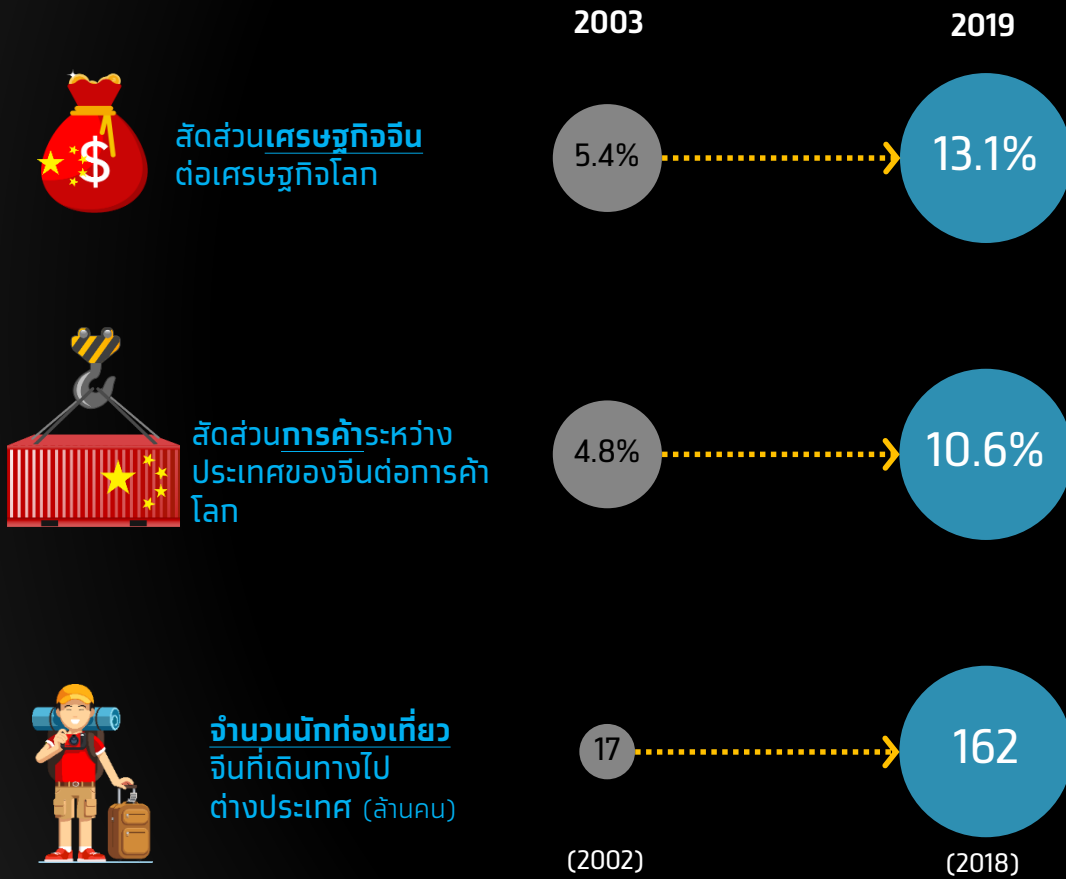 2003
2019
$
สัดส่วนเศรษฐกิจจีน
ต่อเศรษฐกิจโลก
5.4%
13.1%
สัดส่วนการค้าระหว่าง
ประเทศของจีนต่อการค้า
โลก
4.8%
10.6%
จำนวนนักท่องเที่ยว
จีนที่เดินทางไป
ต่างประเทศ (ล้านคน)
17
162
(2002)
(2018)